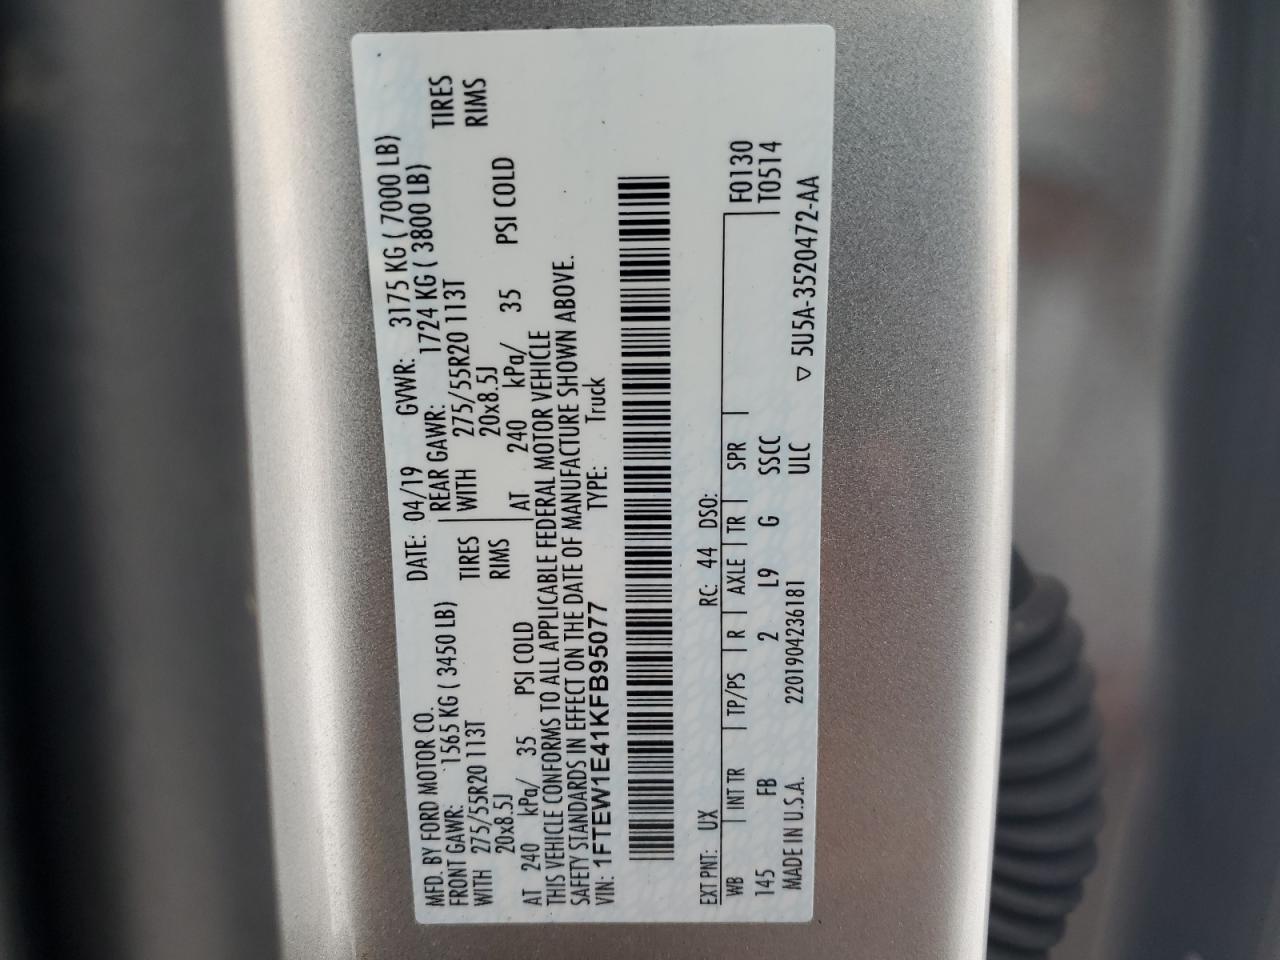 MFD. BY FORD MOTOR CO. DATE: 04/19 GVWR: 3175 KG ( 7000 LB)
FRONT GAWR: 1565 KG ( 3450 LB) REAR GAWR: 1724 KG ( 3800 LB)
WITH 275/55R20 113T TIRES WITH 275/55R20 113T TIRES
20x8.5J RIMS 20x8.5J RIMS
AT 240 kPa/ 35 PSI COLD AT 240 kPa/ 35 PSI COLD
THIS VEHICLE CONFORMS TO ALL APPLICABLE FEDERAL MOTOR VEHICLE
SAFETY STANDARDS IN EFFECT ON THE DATE OF MANUFACTURE SHOWN ABOVE.
VIN: 1FTEW1E41KFB95077 TYPE: Truck
EXT PNT: UX RC: 44 DSO:
WB | INT TR | TP/PS | R | AXLE | TR | SPR | F0130
145 FB 2 L9 G SSCC T0514
MADE IN U.S.A. 2201904236181 ULC
▽ 5U5A-3520472-AA